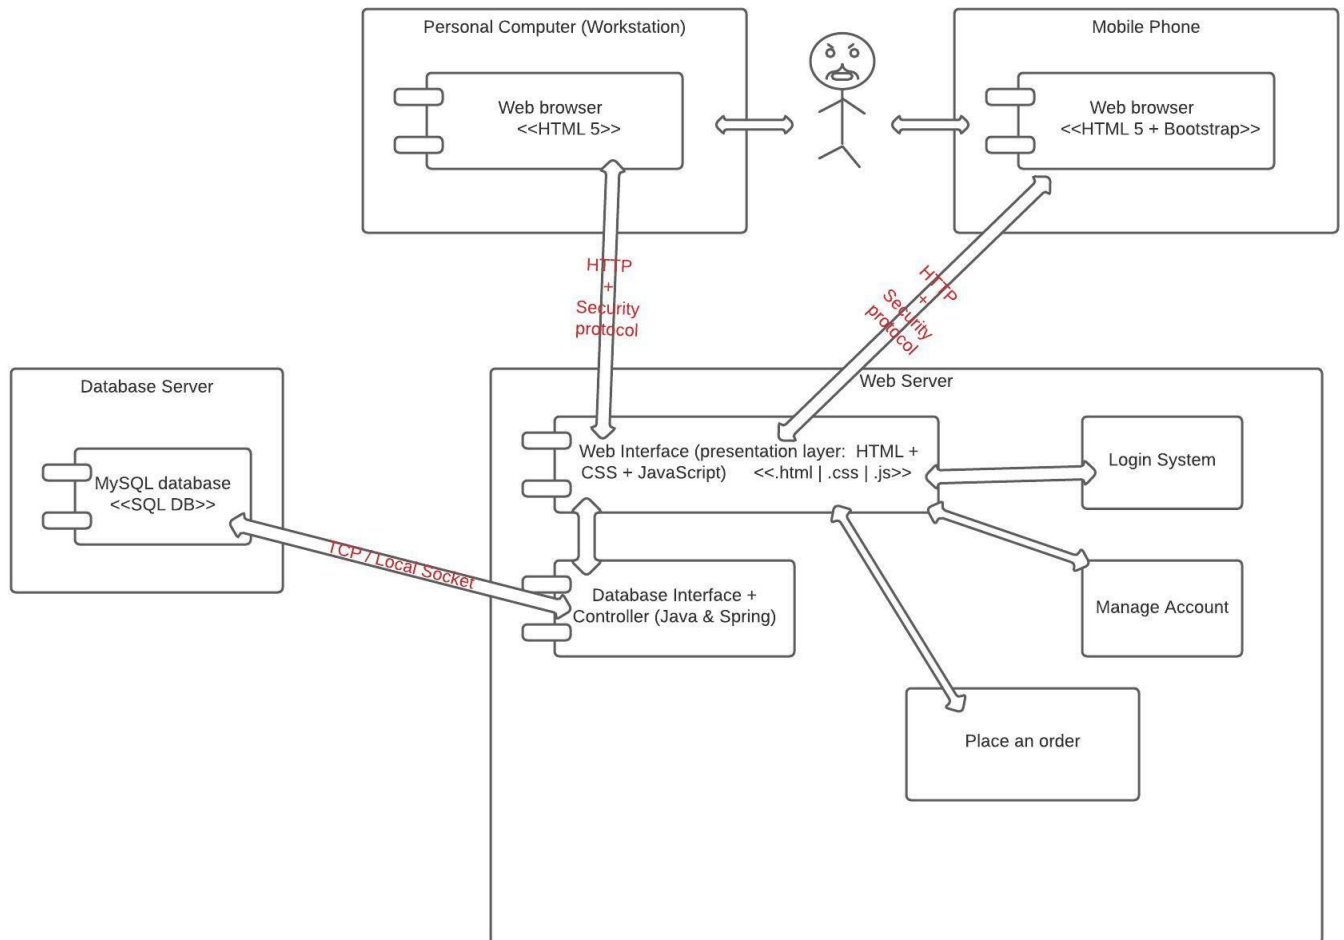 Personal Computer (Workstation)
Web browser
<<HTML 5>>
Mobile Phone
Web browser
<<HTML 5 + Bootstrap>>
HTTP
+
Security
protocol
HTTP
+
Security
protocol
Database Server
MySQL database
<<SQL DB>>
TCP / Local Socket
Web Server
Web Interface (presentation layer: HTML +
CSS + JavaScript) <<.html | .css | .js>>
Login System
Database Interface +
Controller (Java & Spring)
Manage Account
Place an order